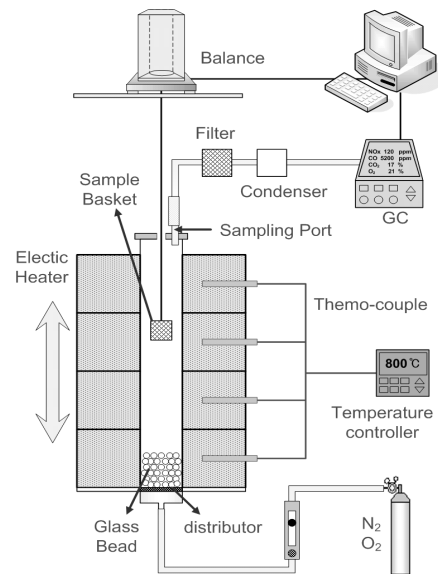 Balance
Filter
NOx 120 ppm
CO 5200 ppm
CO₂ 17 %
O₂ 21 %
Sample
Basket
Condenser
GC
Sampling Port
Electic
Heater
Themo-couple
800℃
Temperature
controller
Glass
Bead
distributor
N₂
O₂